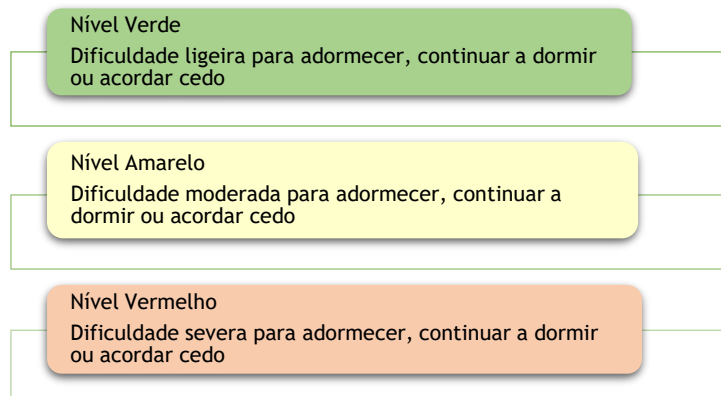 Nível Verde
Dificuldade ligeira para adormecer, continuar a dormir
ou acordar cedo
Nível Amarelo
Dificuldade moderada para adormecer, continuar a
dormir ou acordar cedo
Nível Vermelho
Dificuldade severa para adormecer, continuar a dormir
ou acordar cedo